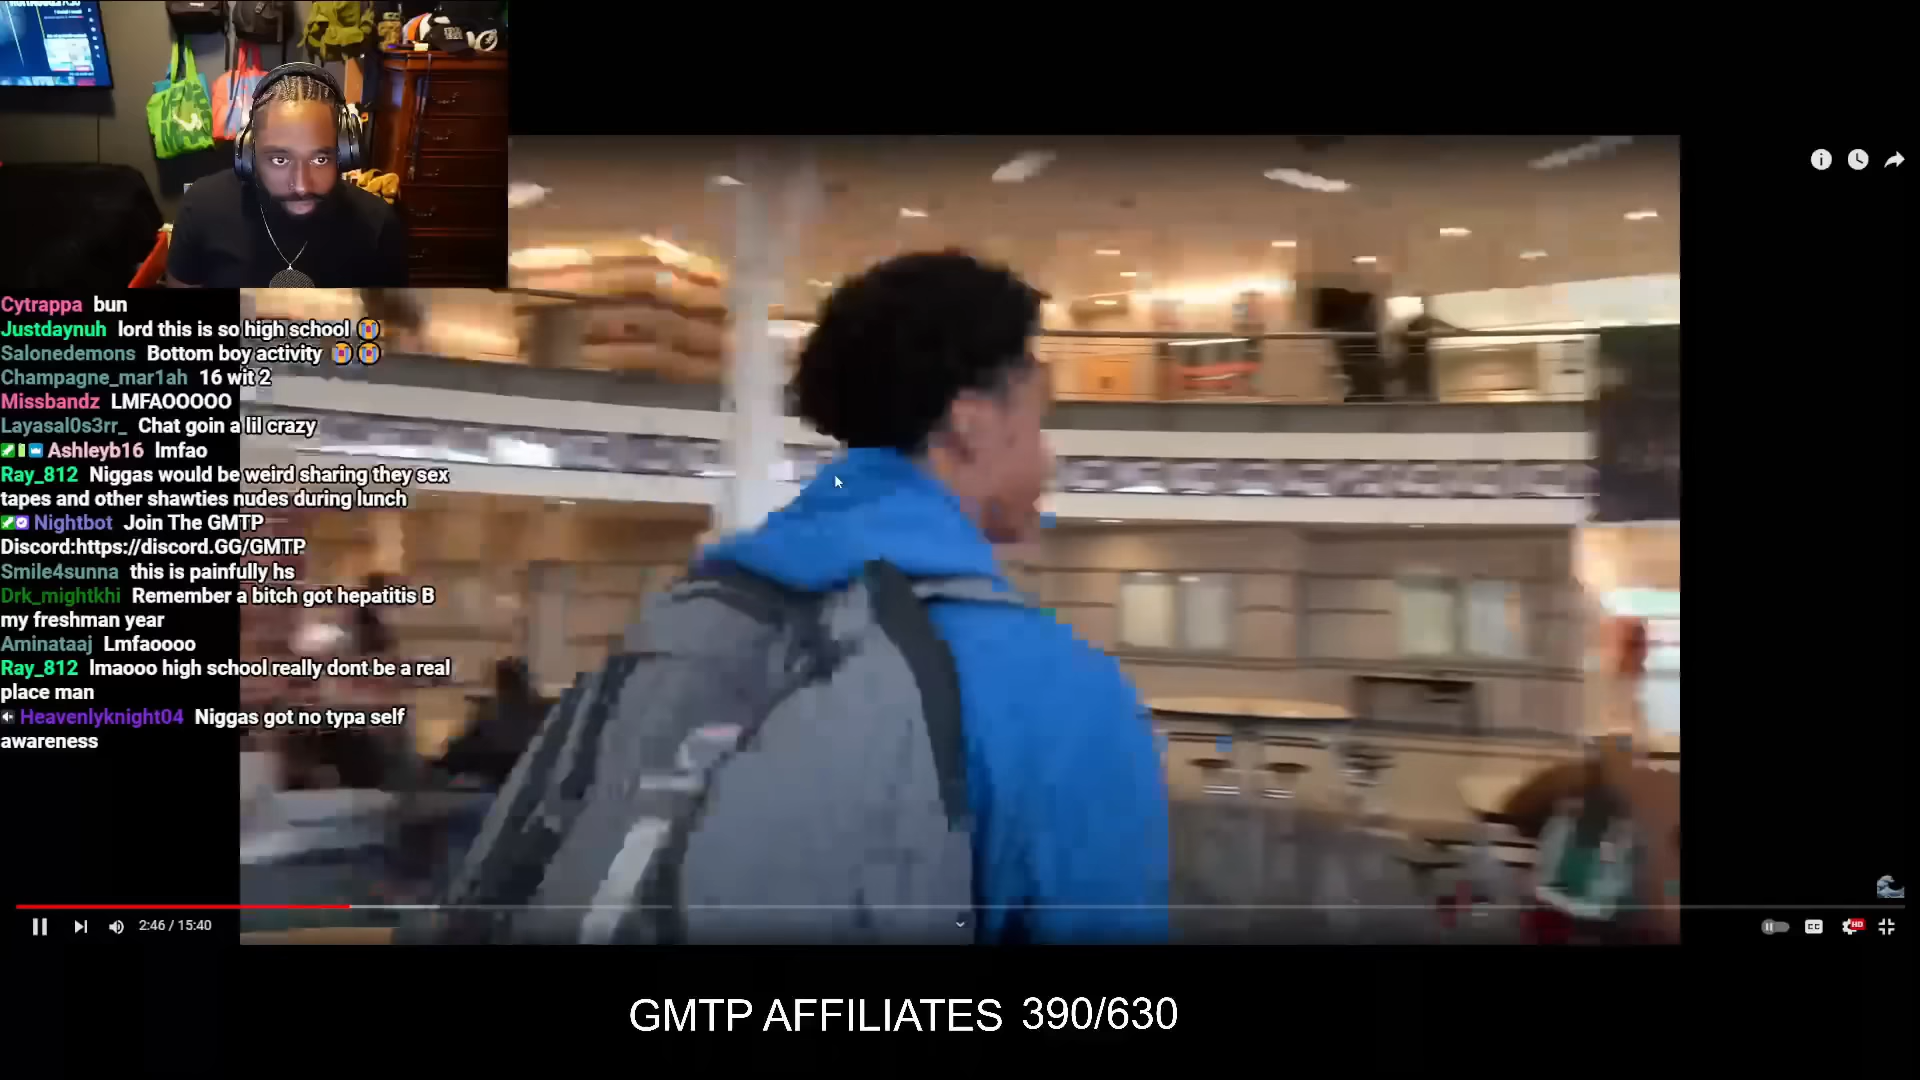 Cytrappa bun
Justdaynuh lord this is so high school 😭
Salonedemons Bottom boy activity 😭 😭
Champagne_mar1ah 16 wit 2
Missbandz LMFAOOOOO
Layasal0s3rr_ Chat goin a lil crazy
Ashleyb16 lmfao
Ray_812 Niggas would be weird sharing they sex
tapes and other shawties nudes during lunch
Nightbot Join The GMTP
Discord:https://discord.GG/GMTP
Smile4sunna this is painfully hs
Drk_mightkhi Remember a bitch got hepatitis B
my freshman year
Aminataaj Lmfaoooo
Ray_812 lmaooo high school really dont be a real
place man
Heavenlyknight04 Niggas got no typa self
awareness
2:46 / 15:40
CC
HD
GMTP AFFILIATES 390/630